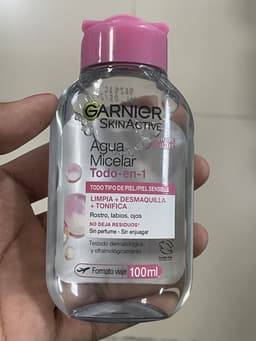 GARNIER
SKINACTIVE
Agua
Micelar
Todo-en-1
TODO TIPO DE PIEL/PIEL SENSIBLE
LIMPIA + DESMAQUILLA
+ TONIFICA
Rostro, labios, ojos
NO DEJA RESIDUOS*
Sin perfume - Sin enjuagar
Testado dermatológica
y oftalmológicamente
Formato viaje 100ml